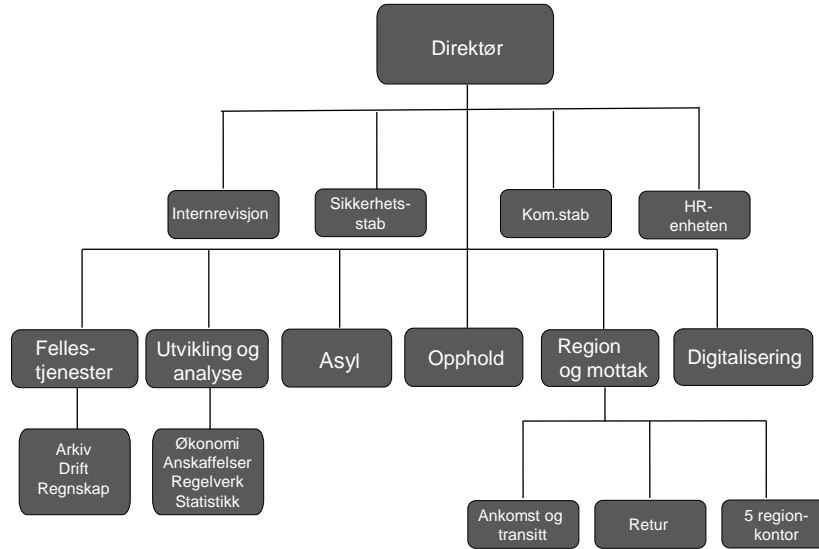 Direktør
Internrevisjon
Sikkerhets-
stab
Kom.stab
HR-
enheten
Felles-
tjenester
Utvikling og
analyse
Asyl
Opphold
Region
og mottak
Digitalisering
Arkiv
Drift
Regnskap
Økonomi
Anskaffelser
Regelverk
Statistikk
Ankomst og
transitt
Retur
5 region-
kontor